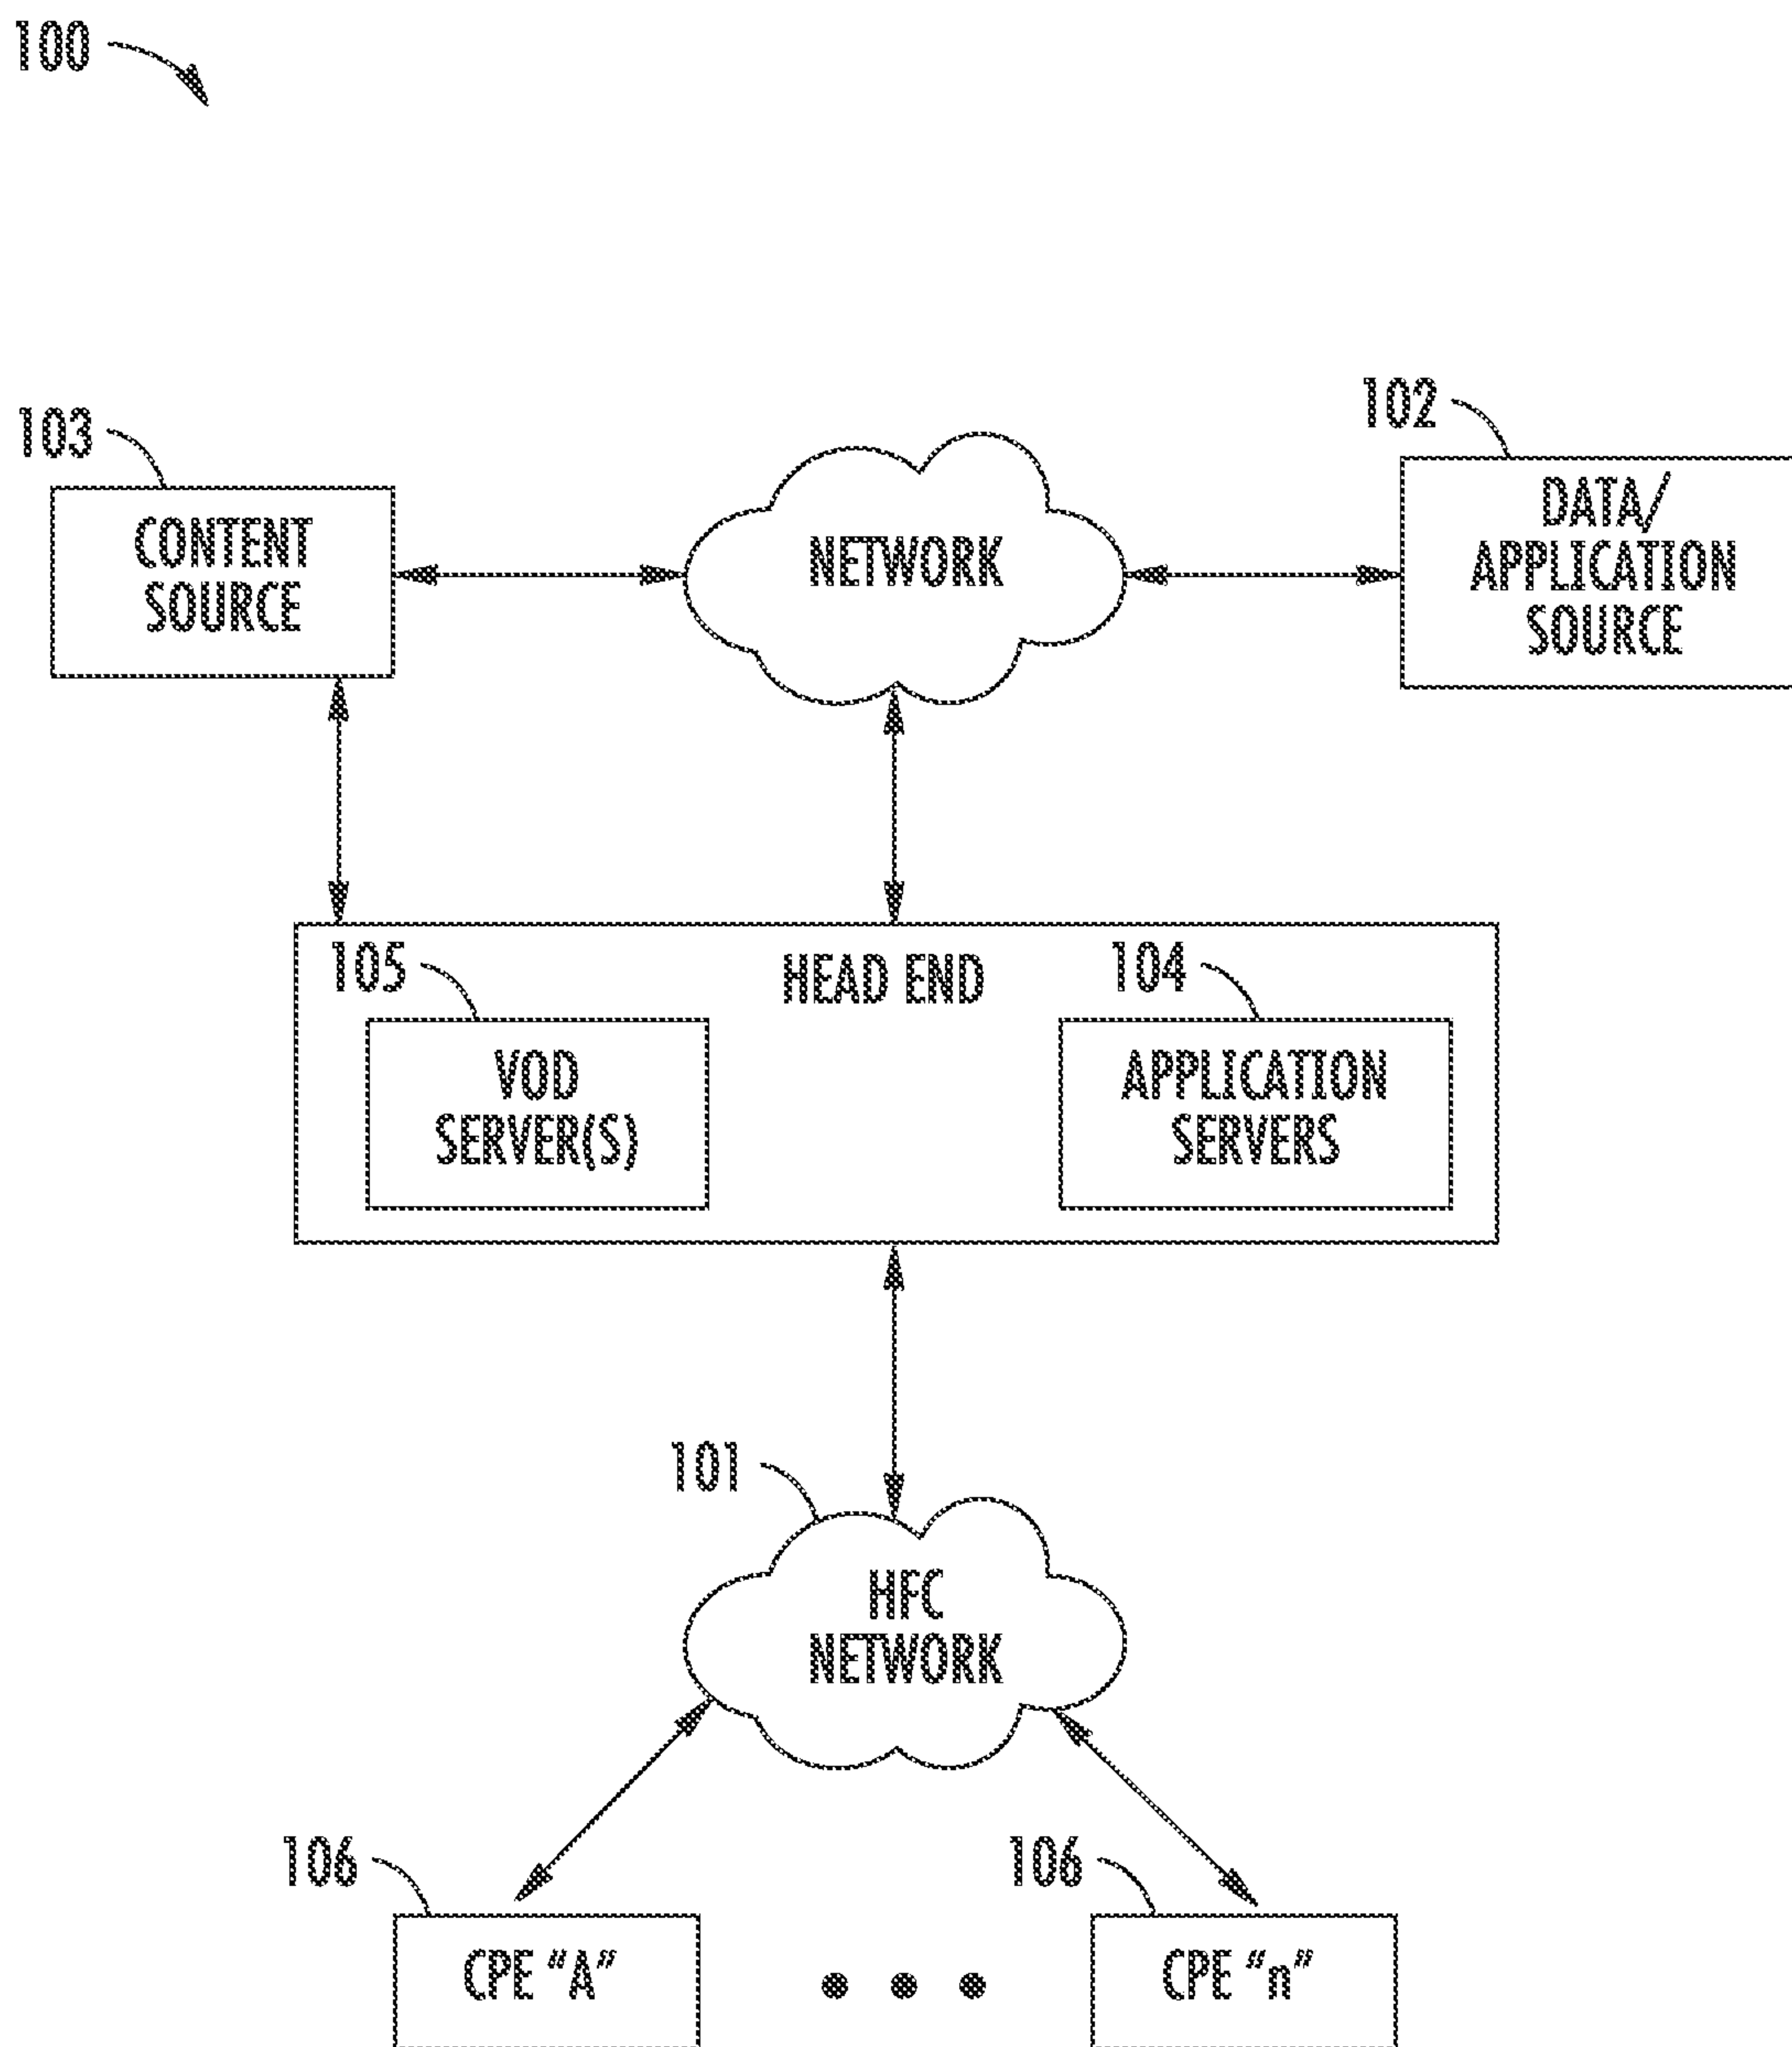 100
103
CONTENT
SOURCE
NETWORK
102
DATA/
APPLICATION
SOURCE
HEAD END
105
VOD
SERVER(S)
104
APPLICATION
SERVERS
101
HFC
NETWORK
106
CPE "A"
106
CPE "n"